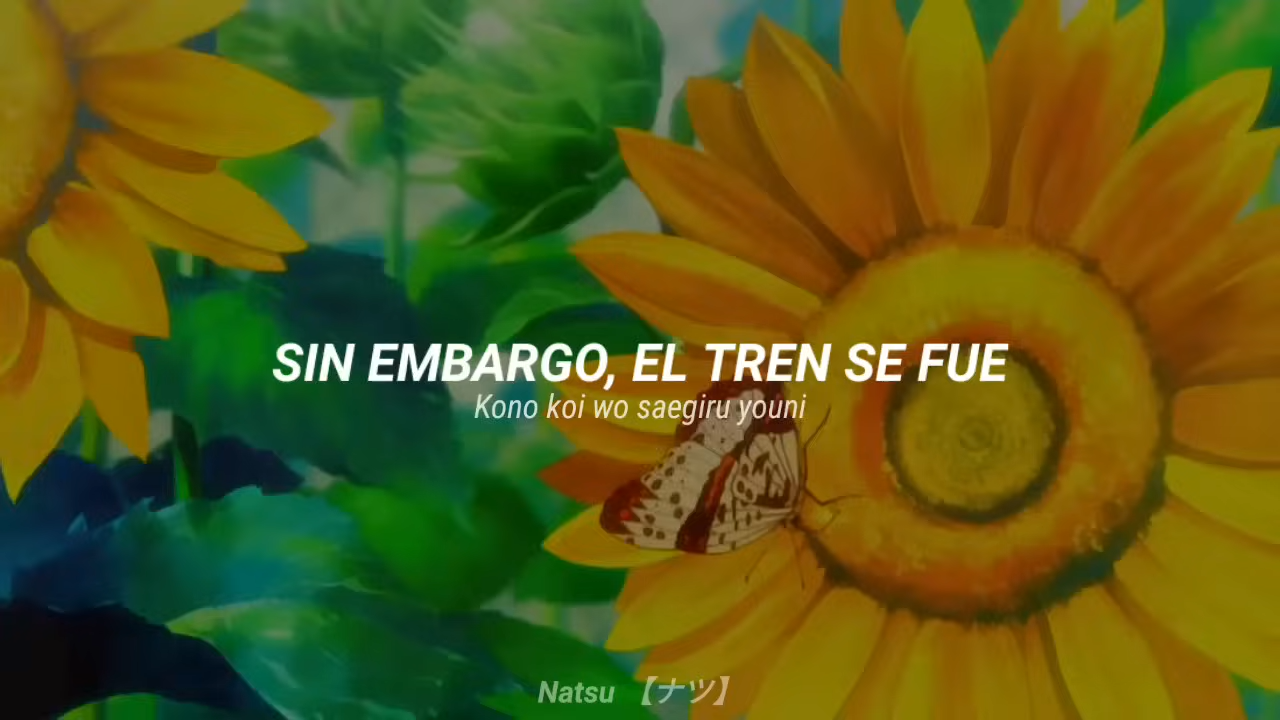 SIN EMBARGO, EL TREN SE FUE
Kono koi wo saegiru youni
Natsu 【ナツ】